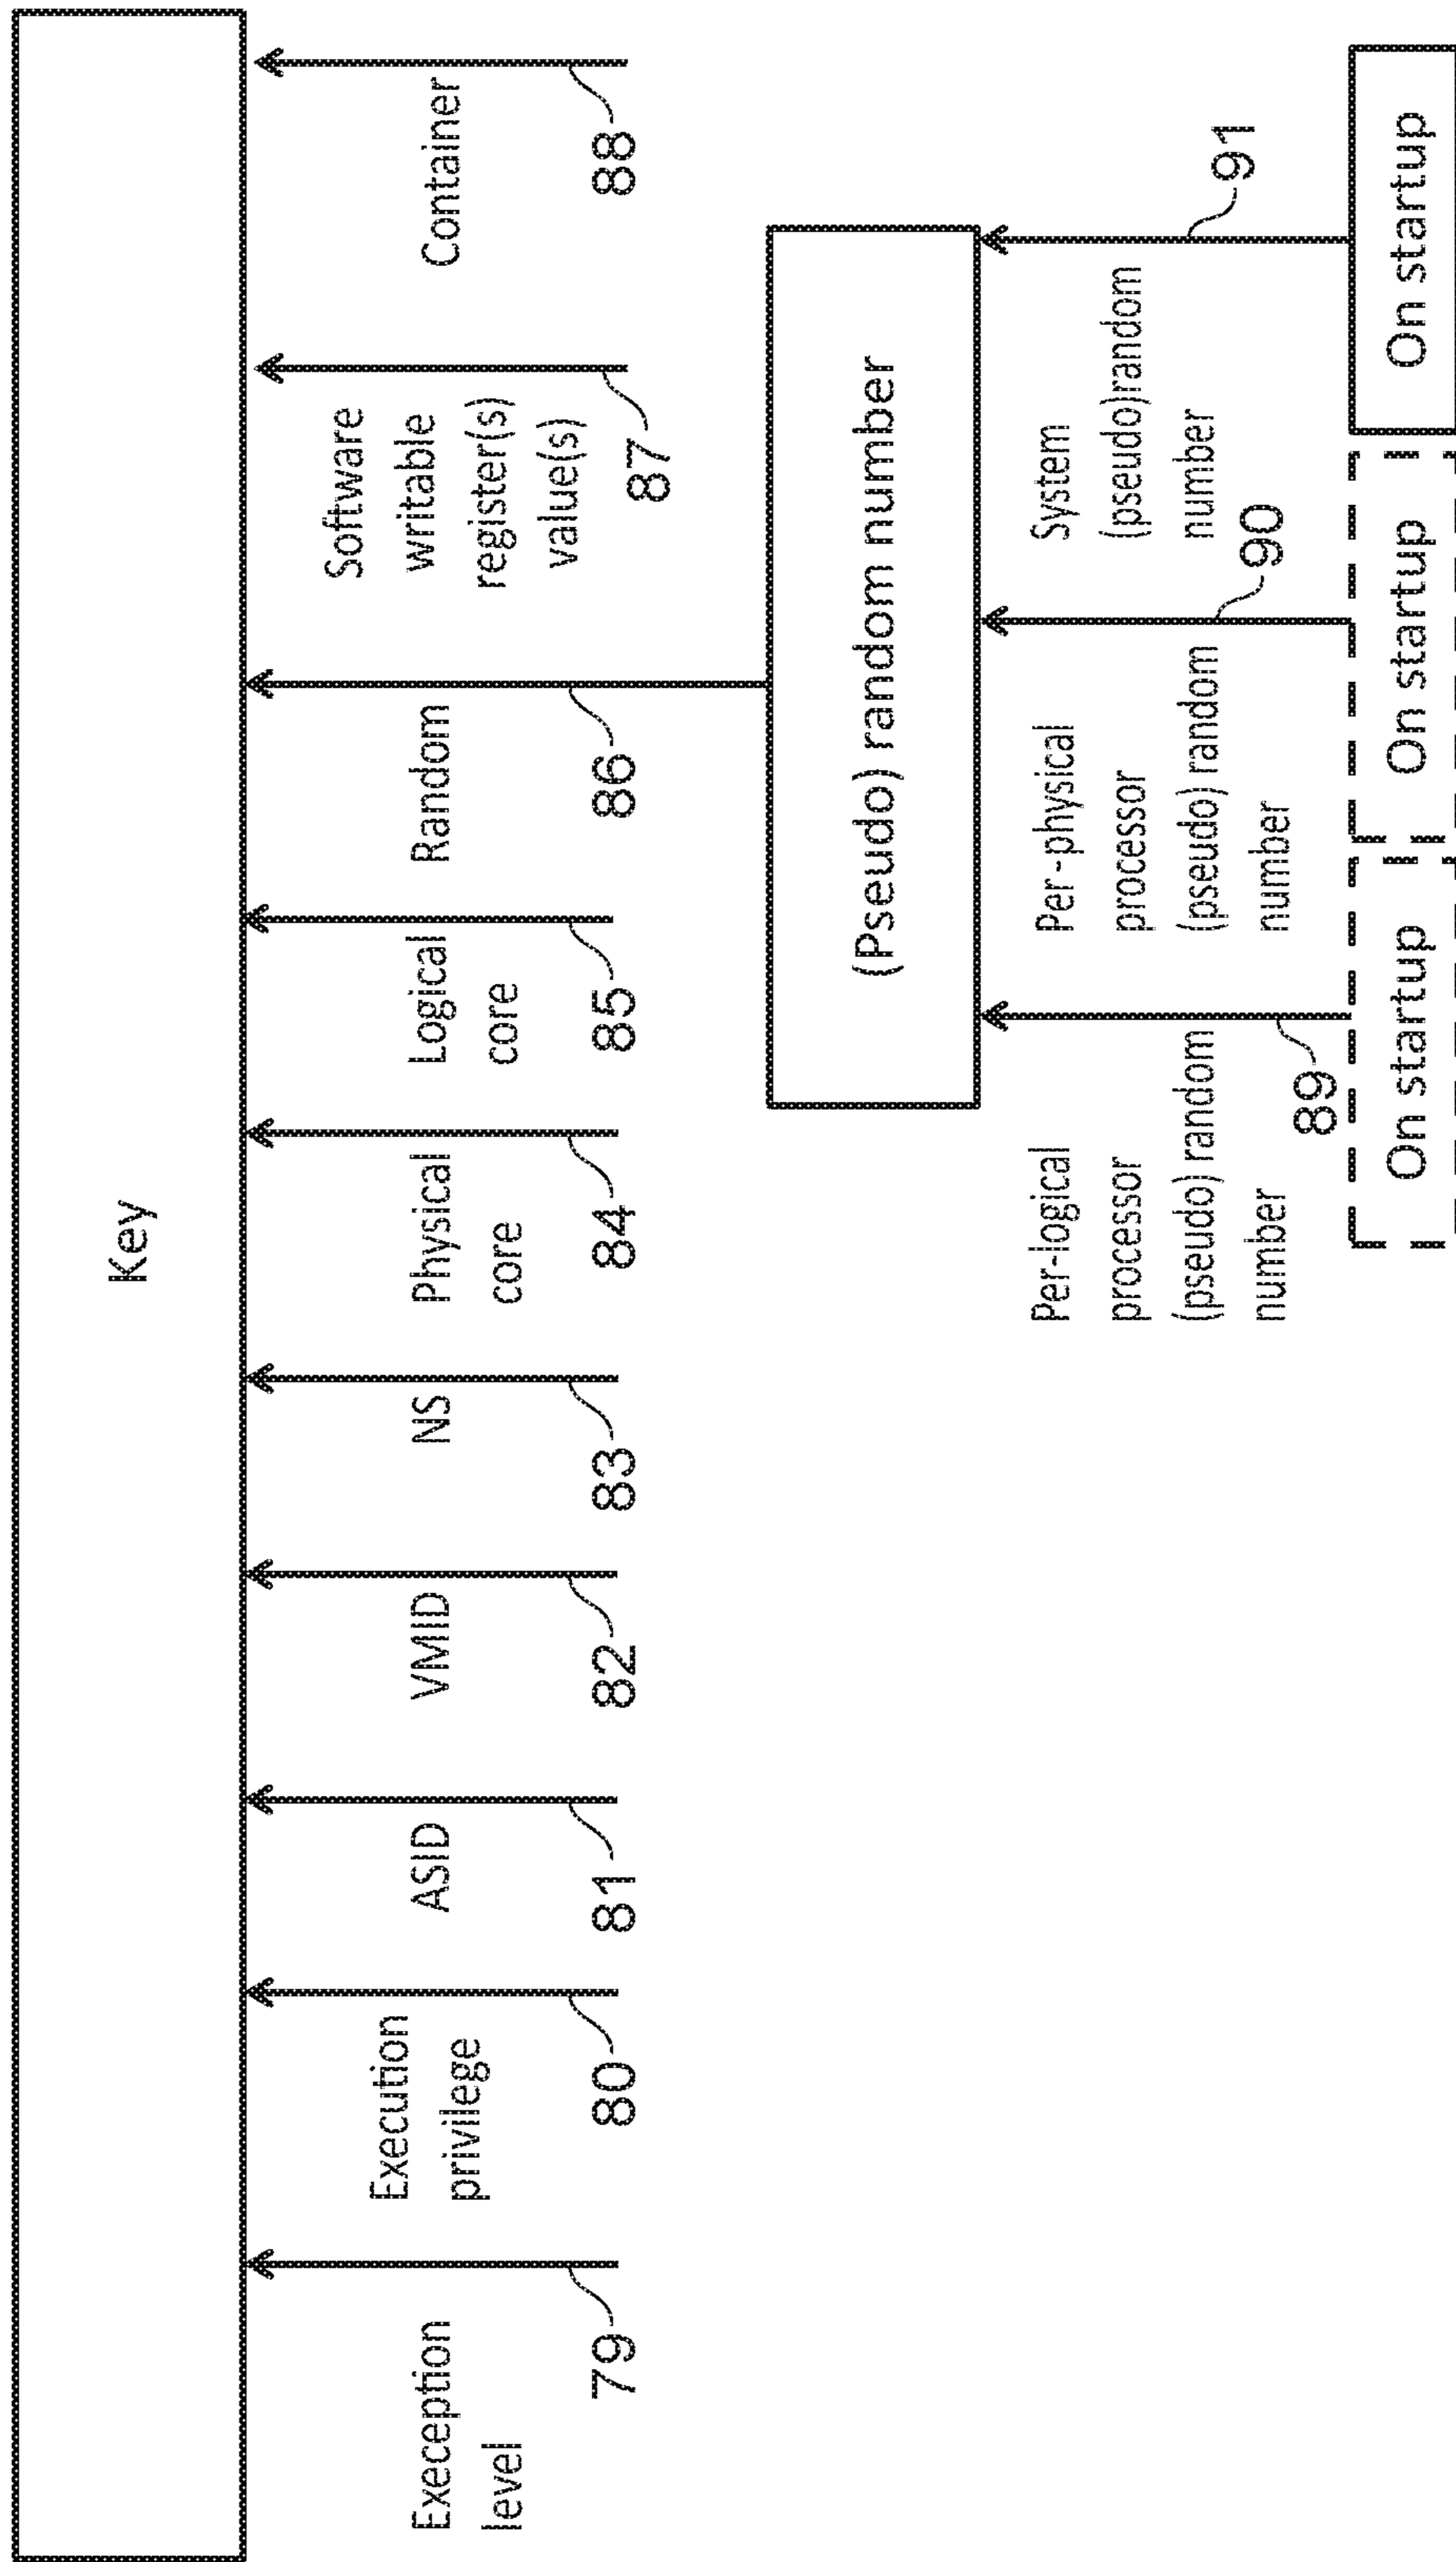 Key
Exeception
level
79
Execution
privilege
80
ASID
81
VMID
82
NS
83
Physical
core
84
Logical
core
85
Random
86
Software
writable
register(s)
value(s)
87
Container
88
(Pseudo) random number
Per-logical
processor
(pseudo) random
number
89
Per-physical
processor
(pseudo) random
number
90
System
(pseudo)random
number
91
On startup
On startup
On startup